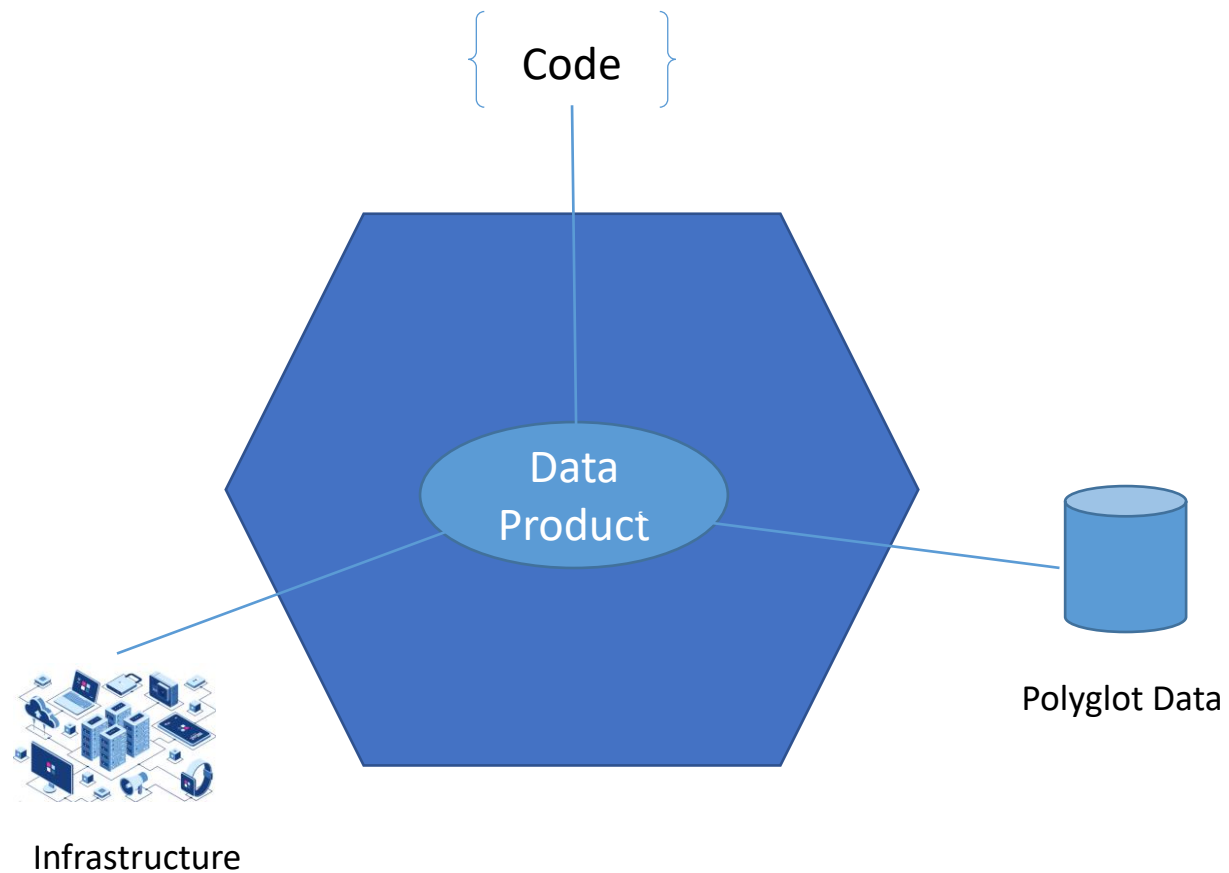 Code
Data
Product
Polyglot Data
Infrastructure